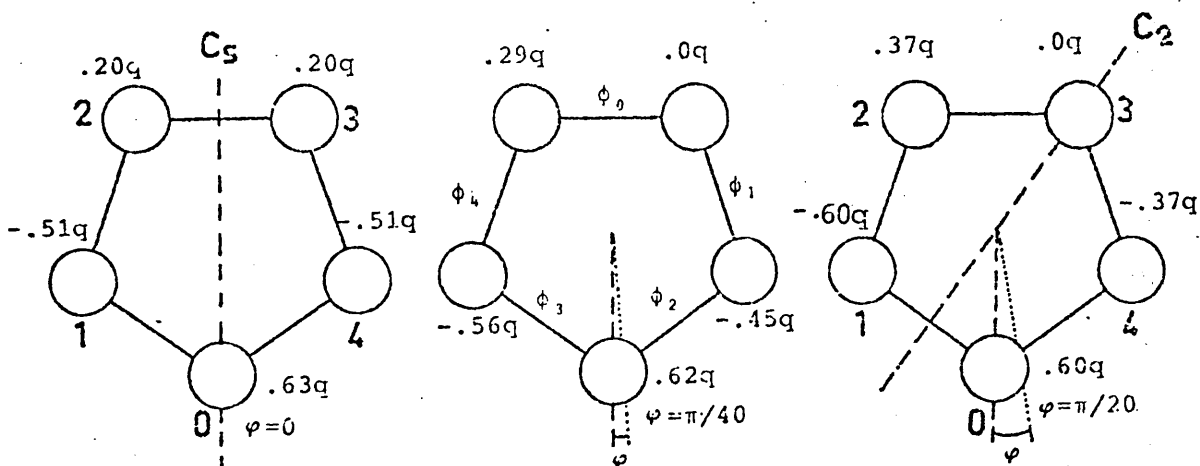 Cs
.20q
.20q
2
3
-.51q
-.51q
1
4
.63q
0
φ=0
.29q
.0q
ϕ₀
ϕ₄
ϕ₁
ϕ₃
ϕ₂
-.56q
-.45q
.62q
φ=π/40
φ
C₂
.37q
.0q
2
3
-.60q
-.37q
1
4
.60q
0
φ=π/20
φ